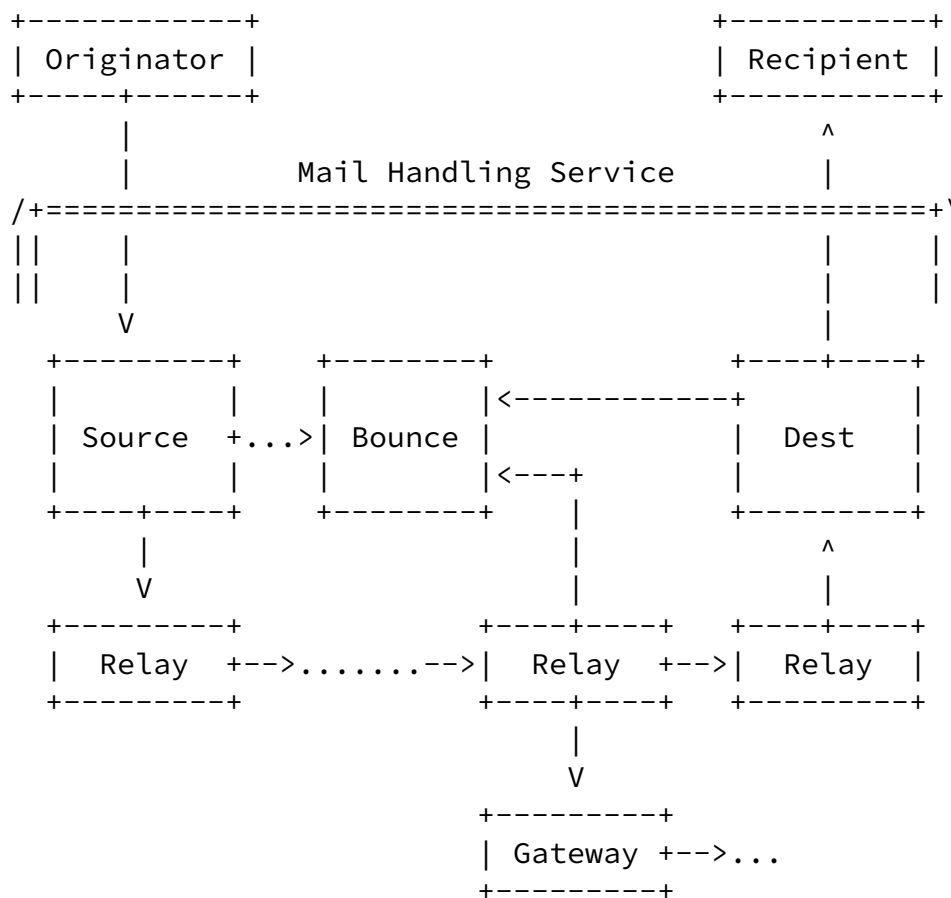 +-------------+                         +-----------+
| Originator |                         | Recipient |
+-----+------+                         +-----------+
|                                      ^
|         Mail Handling Service        |
/+=================================================+\
||    |                                      |     |
||    |                                      |     |
V                                      |
+---------+    +--------+             +----+----+
|         |    |        |<------------+         |
| Source  +...>| Bounce |             |  Dest   |
|         |    |        |<---+        |         |
+----+----+    +--------+    |        +---------+
|                       |             ^
V                       |             |
+---------+             +----+----+   +----+----+
|  Relay  +-->.......-->|  Relay  +-->|  Relay  |
+---------+             +----+----+   +---------+
|
V
+---------+
| Gateway +-->...
+---------+